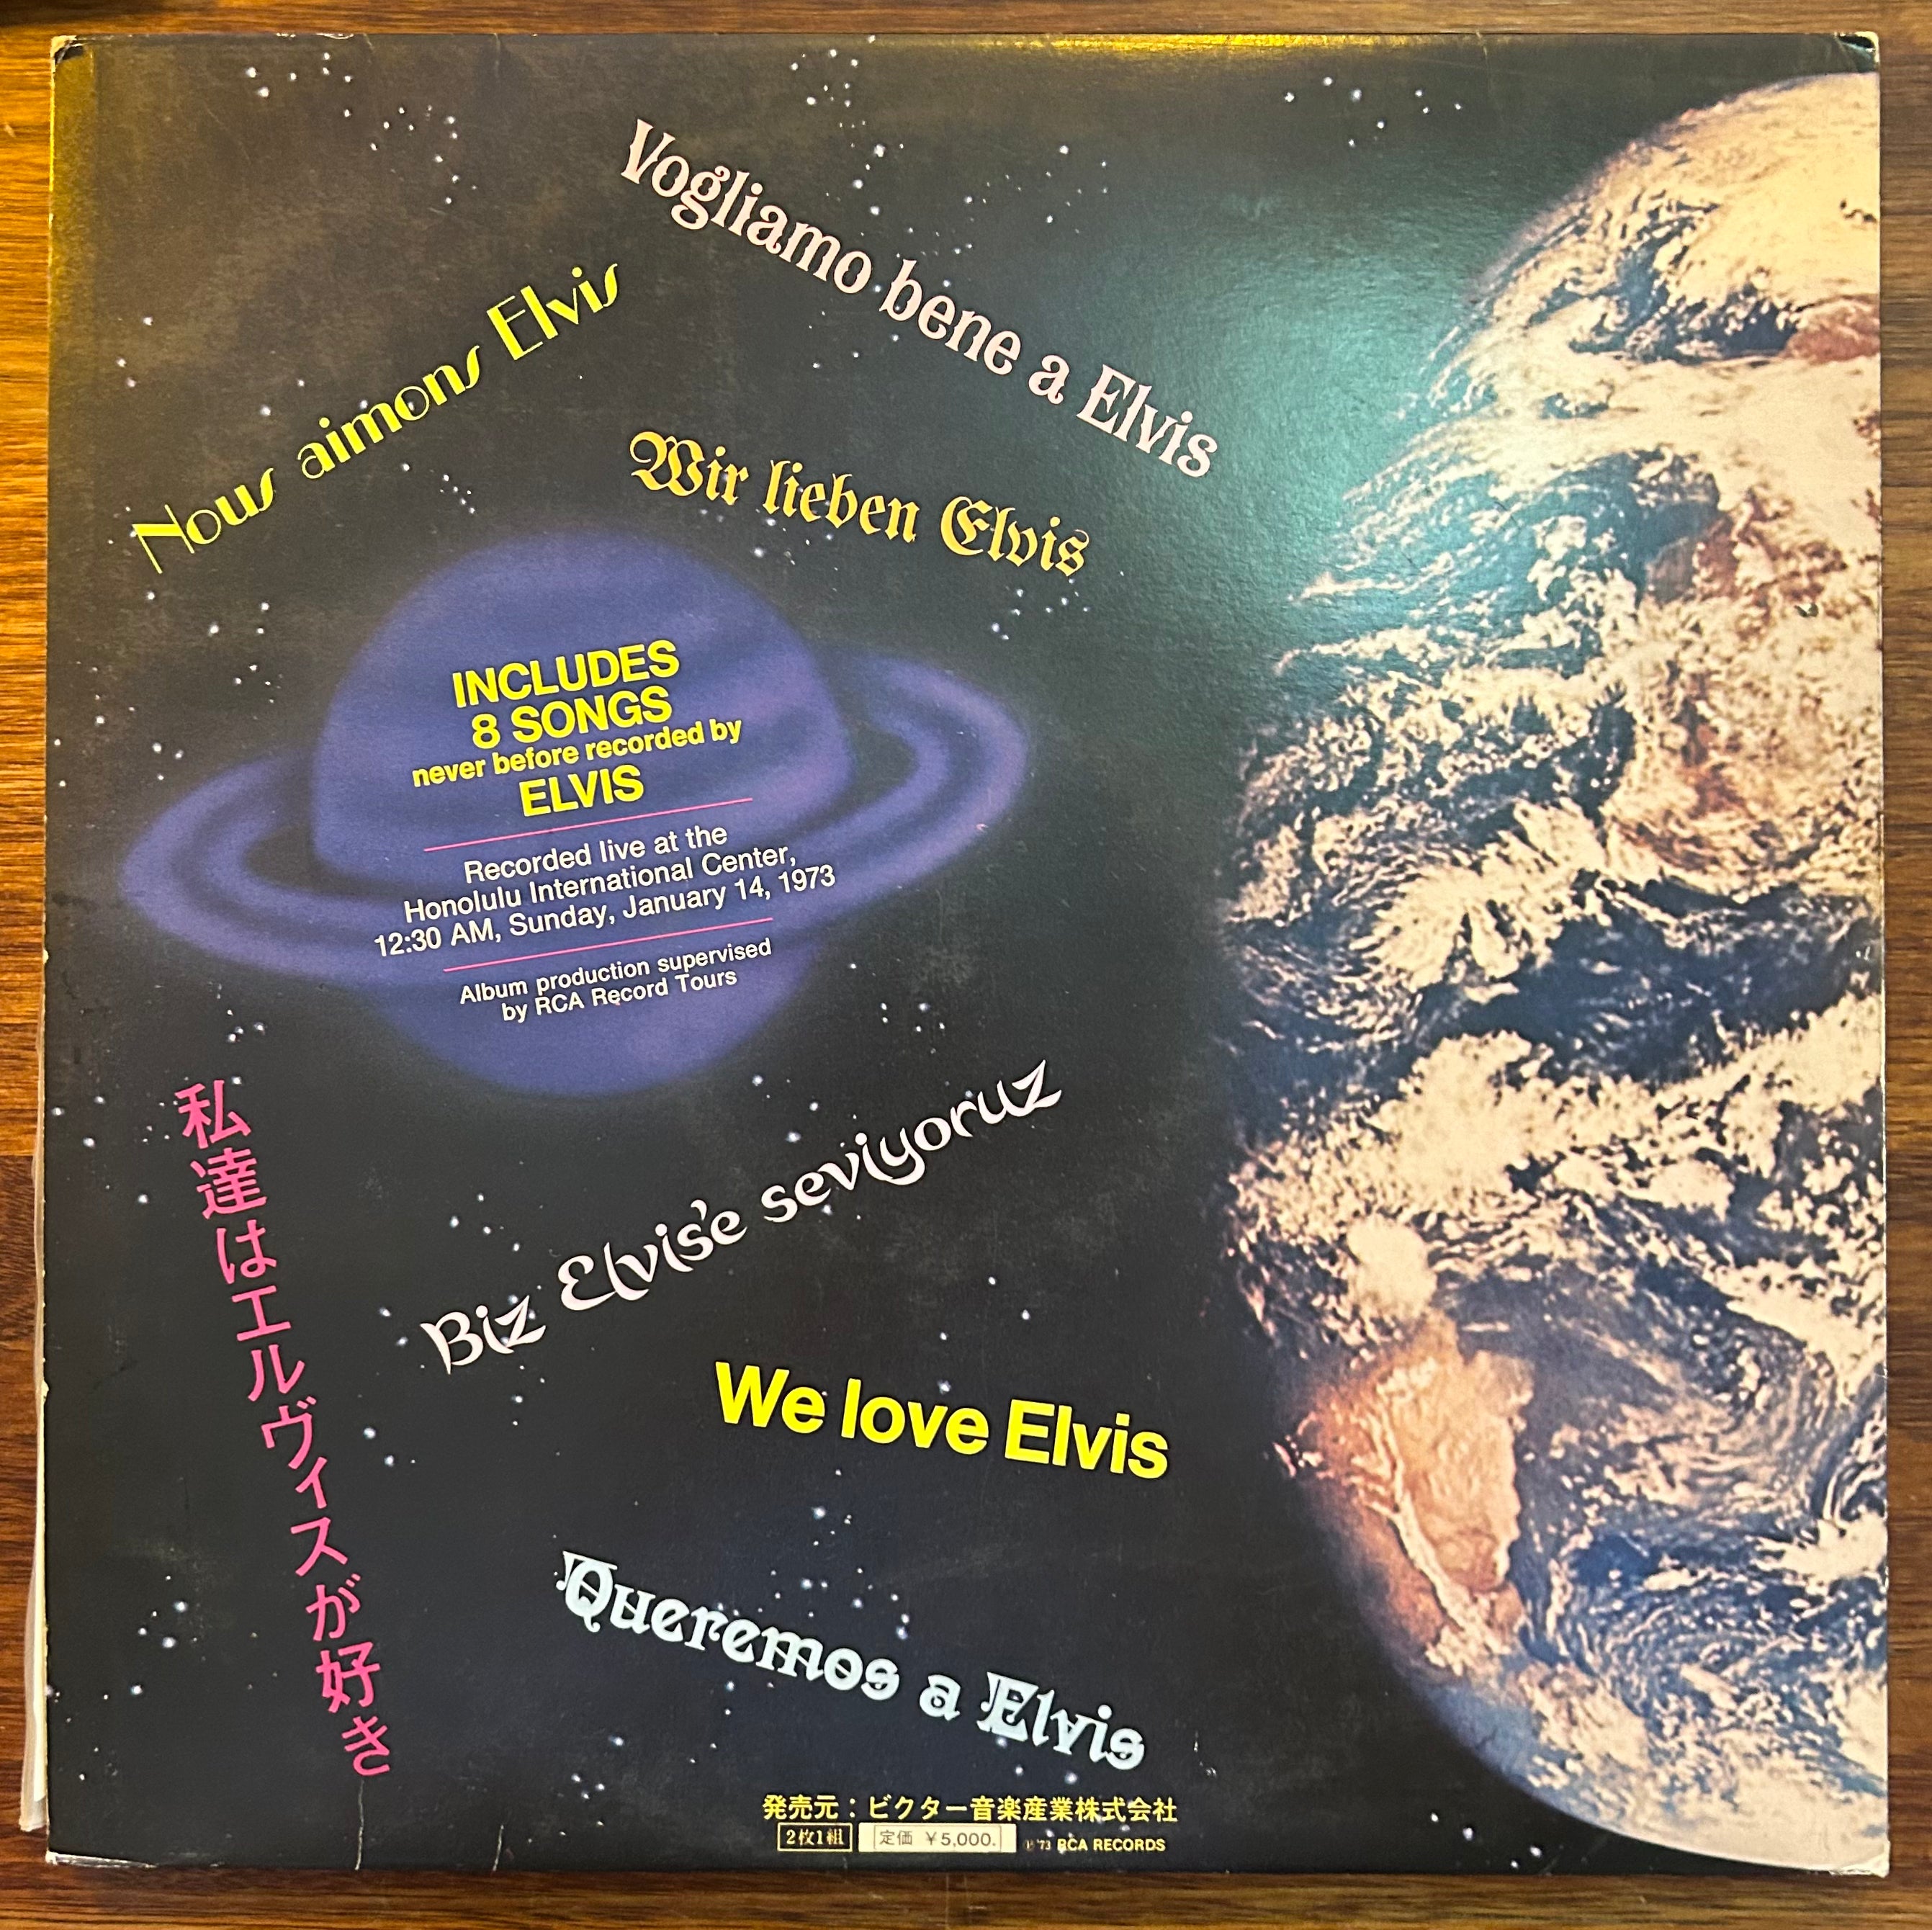 Vogliamo bene a Elvis
Nous aimons Elvis
Wir lieben Elvis
INCLUDES
8 SONGS
never before recorded by
ELVIS
Recorded live at the
Honolulu International Center,
12:30 AM, Sunday, January 14, 1973
Album production supervised
by RCA Record Tours
私達はエルヴィスが好き
Biz Elvis'e seviyoruz
We love Elvis
Queremos a Elvis
発売元：ビクター音楽産業株式会社
2枚1組 定価 ￥5,000. ℗'73 RCA RECORDS